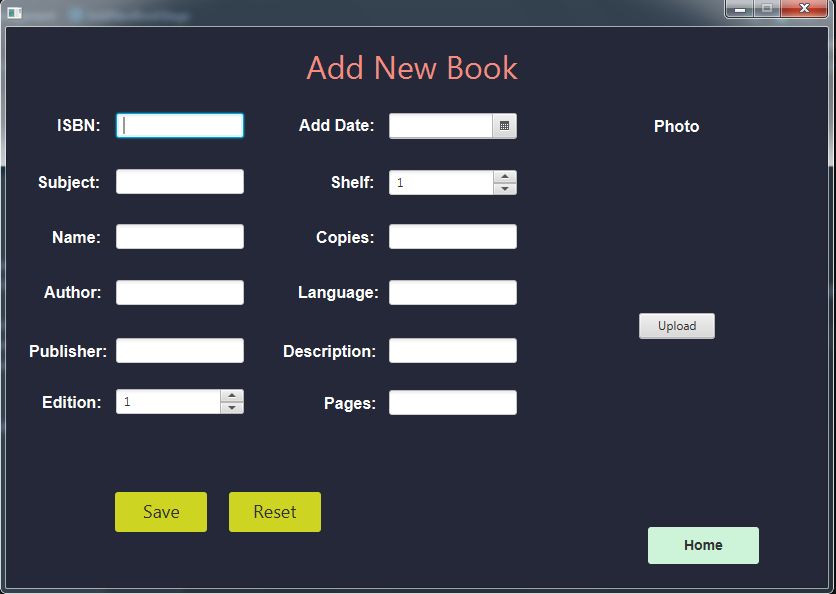 Add New Book
ISBN: Add Date: Photo
Subject: Shelf: 1
Name: Copies:
Author: Language:
Upload
Publisher: Description:
Edition: 1 Pages:
Save Reset
Home